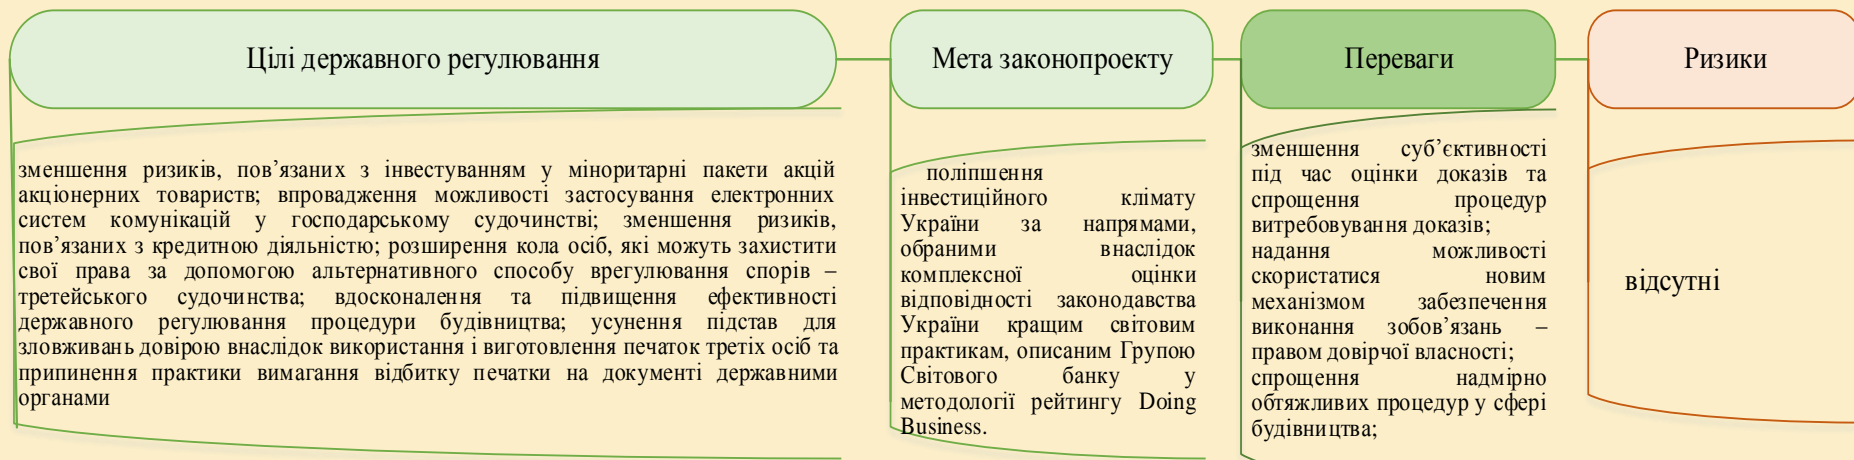 Цілі державного регулювання
зменшення ризиків, пов’язаних з інвестуванням у міноритарні пакети акцій
акціонерних товариств; впровадження можливості застосування електронних
систем комунікацій у господарському судочинстві; зменшення ризиків,
пов’язаних з кредитною діяльністю; розширення кола осіб, які можуть захистити
свої права за допомогою альтернативного способу врегулювання спорів –
третейського судочинства; вдосконалення та підвищення ефективності
державного регулювання процедури будівництва; усунення підстав для
зловживань довірою внаслідок використання і виготовлення печаток третіх осіб та
припинення практики вимагання відбитку печатки на документі державними
органами
Мета законопроекту
поліпшення
інвестиційного клімату
України за напрямами,
обраними внаслідок
комплексної оцінки
відповідності законодавства
України кращим світовим
практикам, описаним Групою
Світового банку у
методології рейтингу Doing
Business.
Переваги
зменшення суб’єктивності
під час оцінки доказів та
спрощення процедур
витребовування доказів;
надання можливості
скористатися новим
механізмом забезпечення
виконання зобов’язань –
правом довірчої власності;
спрощення надмірно
обтяжливих процедур у сфері
будівництва;
Ризики
відсутні